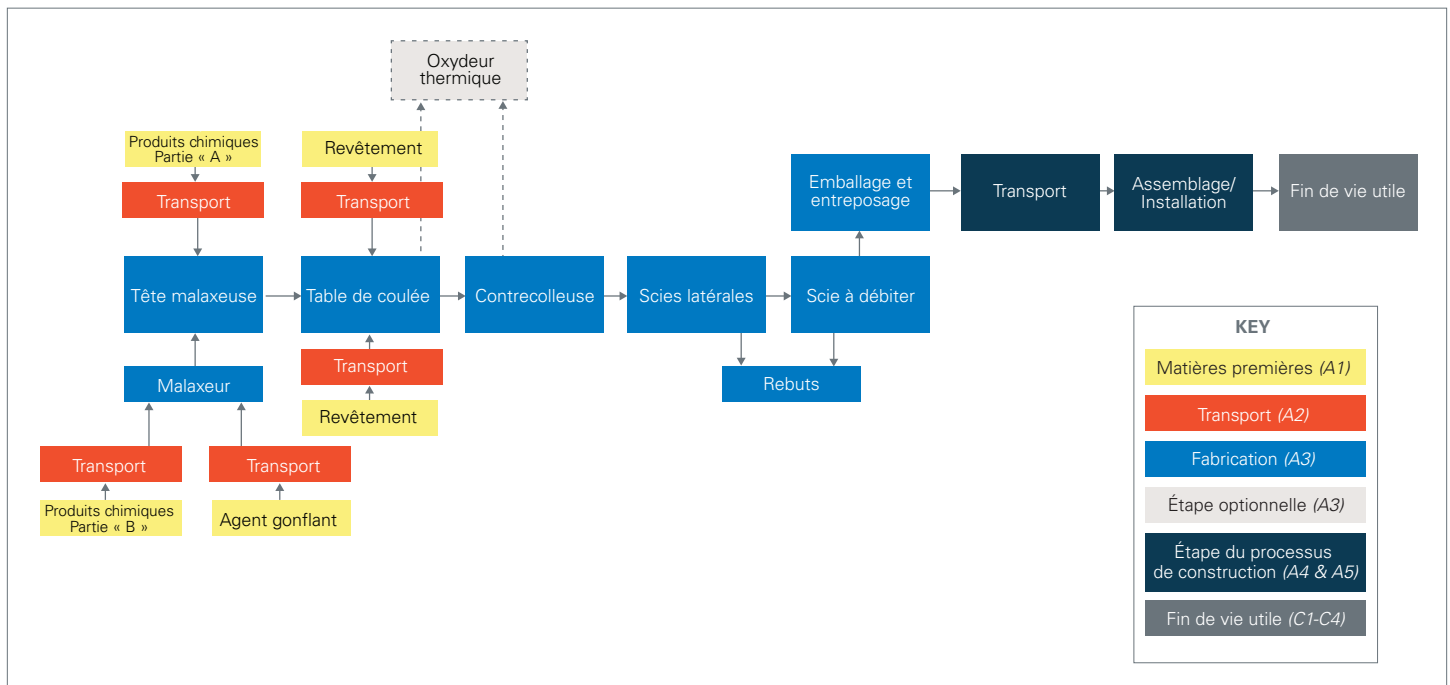 Oxydeur
thermique
Produits chimiques
Partie « A »
Revêtement
Transport
Transport
Emballage et
entreposage
Transport
Assemblage/
Installation
Fin de vie utile
Tête malaxeuse
Table de coulée
Contrecolleuse
Scies latérales
Scie à débiter
Malaxeur
Transport
Rebuts
Revêtement
Transport
Transport
Produits chimiques
Partie « B »
Agent gonflant
KEY
Matières premières (A1)
Transport (A2)
Fabrication (A3)
Étape optionnelle (A3)
Étape du processus
de construction (A4 & A5)
Fin de vie utile (C1-C4)